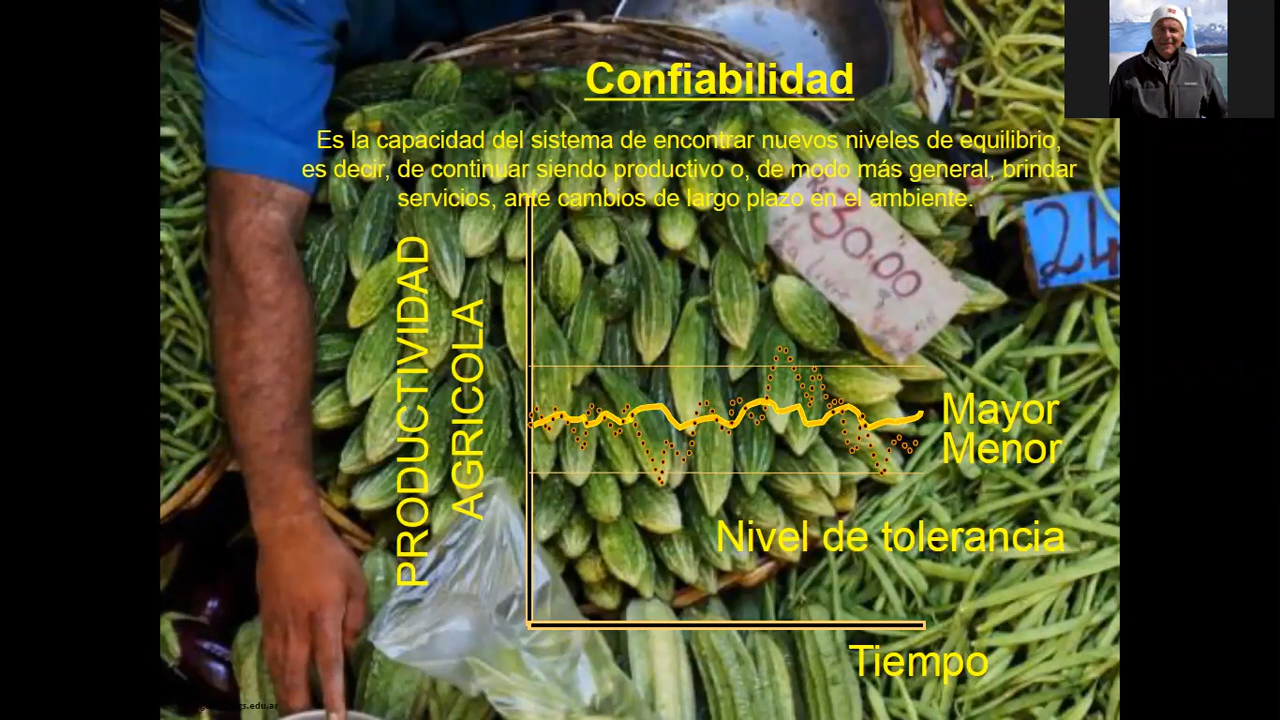 Confiabilidad
Es la capacidad del sistema de encontrar nuevos niveles de equilibrio,
es decir, de continuar siendo productivo o, de modo más general, brindar
servicios, ante cambios de largo plazo en el ambiente.
30.00
24
PRODUCTIVIDAD
AGRICOLA
Mayor
Menor
Nivel de tolerancia
Tiempo